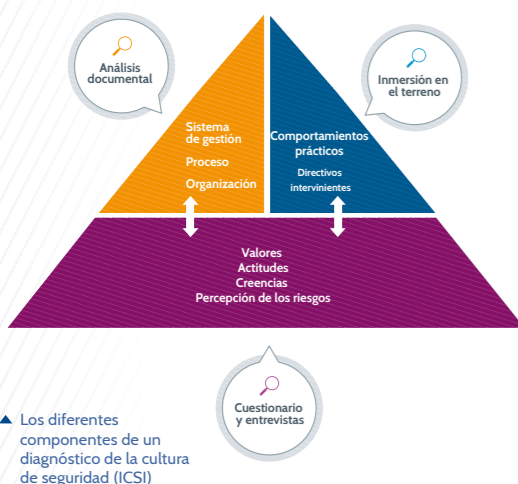 Análisis
documental
Inmersión en
el terreno
Sistema
de gestión
Proceso
Organización
Comportamientos
prácticos
Directivos
intervinientes
Valores
Actitudes
Creencias
Percepción de los riesgos
Cuestionario
y entrevistas
Los diferentes
componentes de un
diagnóstico de la cultura
de seguridad (ICSI)